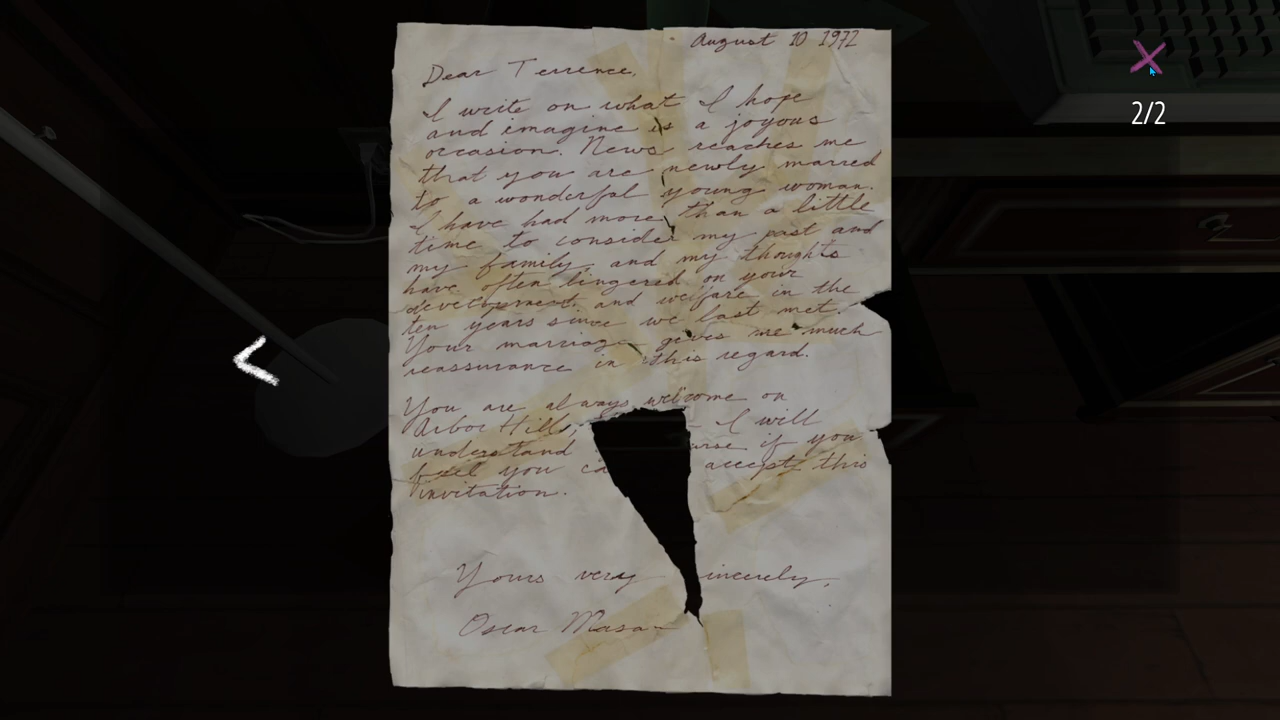 August 10 1972
2/2
Dear Terrence,
I write on what I hope
and imagine is a joyous
occasion. News reaches me
that you are newly married
to a wonderful young woman.
I have had more than a little
time to consider my past and
my family, and my thoughts
have often lingered on your
development and welfare in the
ten years since we last met.
Your marriage gives me much
reassurance in this regard.
You are always welcome on
Arbor Hill, I will
understand if you
feel you accept this
invitation.
Yours very incerely,
Oscar Masa